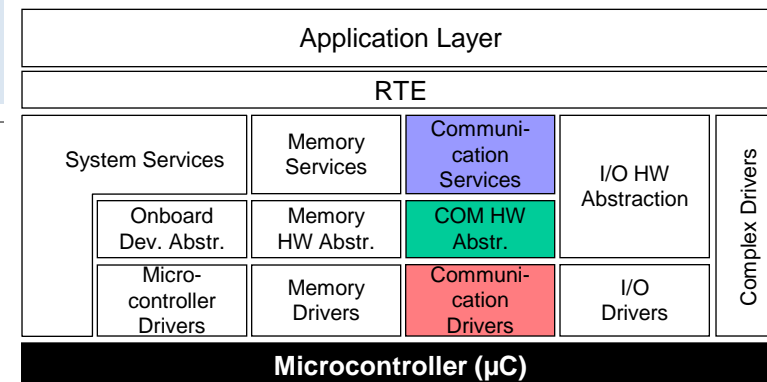 Application Layer
RTE
System Services
Memory
Services
Communi-
cation
Services
I/O HW
Abstraction
Complex Drivers
Onboard
Dev. Abstr.
Memory
HW Abstr.
COM HW
Abstr.
Micro-
controller
Drivers
Memory
Drivers
Communi-
cation
Drivers
I/O
Drivers
Microcontroller (µC)